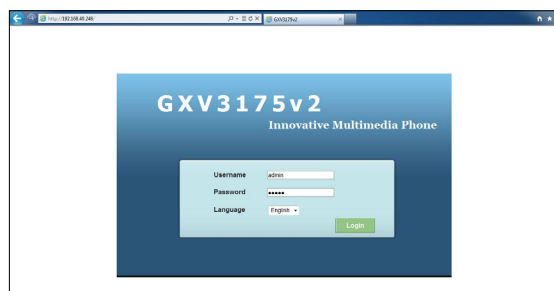 http://192.168.40.248/
GXV3175v2
GXV3175v2
Innovative Multimedia Phone
Username admin
Password •••••
Language English
Login